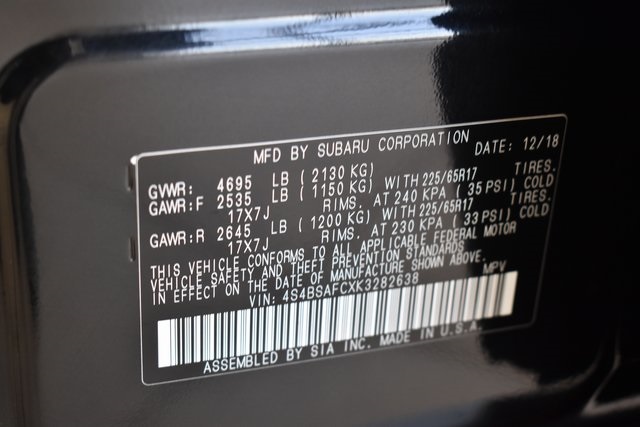 MFD BY SUBARU CORPORATION DATE: 12/18
GVWR: 4695 LB (2130 KG)
GAWR:F 2535 LB (1150 KG) WITH 225/65R17 TIRES.
17X7J RIMS. AT 240 KPA (35 PSI) COLD
GAWR:R 2645 LB (1200 KG) WITH 225/65R17 TIRES.
17X7J RIMS. AT 230 KPA (33 PSI) COLD
THIS VEHICLE CONFORMS TO ALL APPLICABLE FEDERAL MOTOR
VEHICLE SAFETY AND THEFT PREVENTION STANDARDS
IN EFFECT ON THE DATE OF MANUFACTURE SHOWN ABOVE.
VIN: 4S4BSAFCXK3282638 MPV
ASSEMBLED BY SIA INC. MADE IN U.S.A.